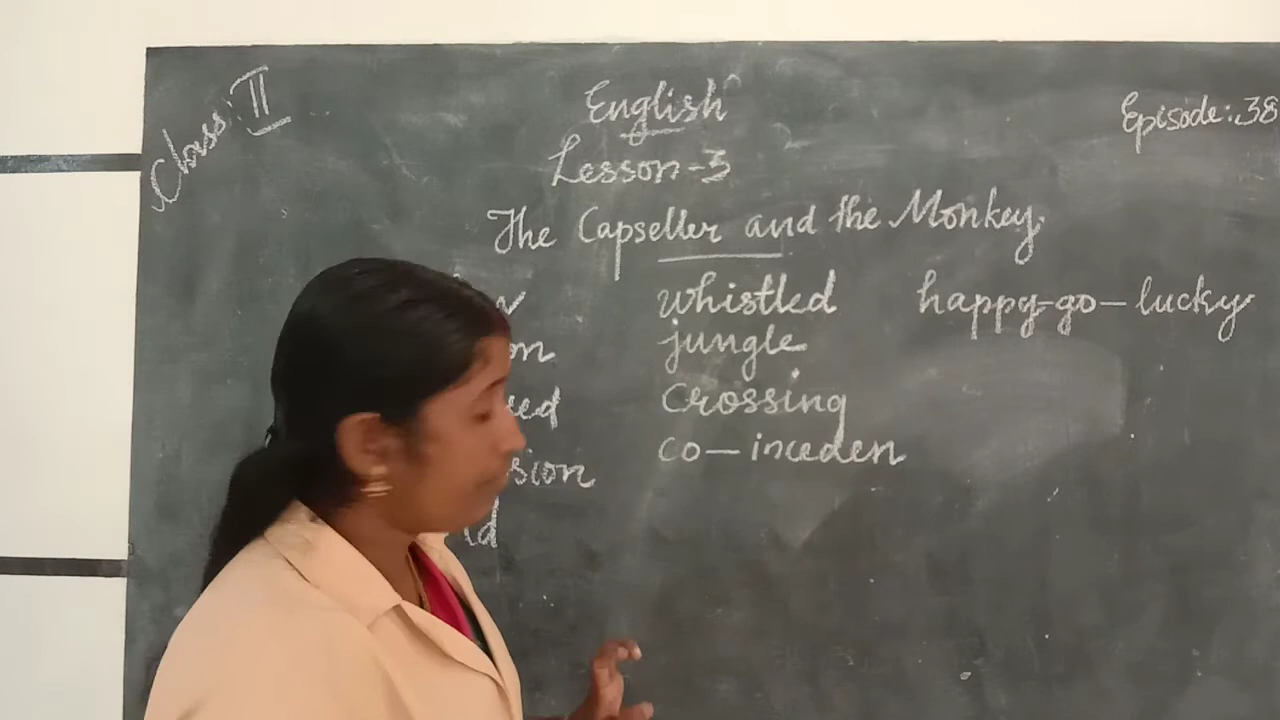 Class: II
English
Episode: 38
Lesson-3
The Capseller and the Monkey.
whistled happy-go-lucky
jungle
Crossing
co-inceden